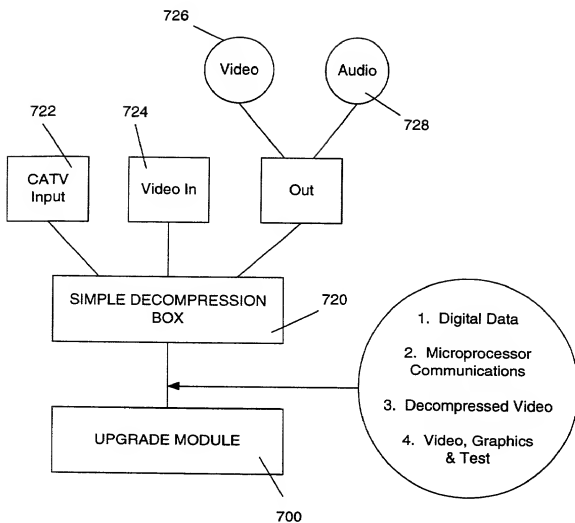 726
Video
Audio
728
722
724
CATV
Input
Video In
Out
SIMPLE DECOMPRESSION
BOX
720
1. Digital Data
2. Microprocessor
Communications
3. Decompressed Video
4. Video, Graphics
& Test
UPGRADE MODULE
700